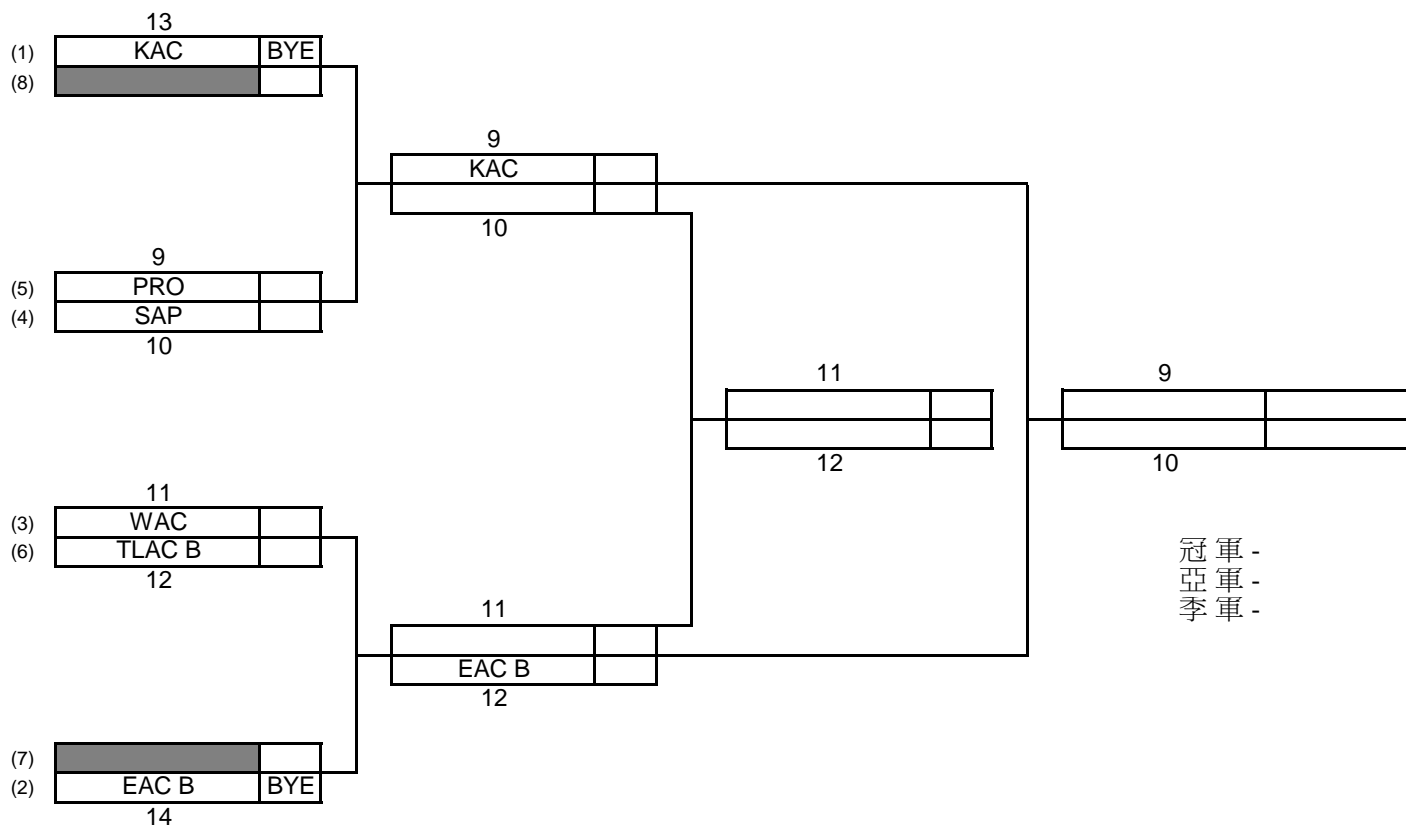 13
(1) KAC BYE
(8)
9
KAC
10
9
(5) PRO
(4) SAP
10
11
12
9
10
11
(3) WAC
(6) TLAC B
12
11
EAC B
12
(7)
(2) EAC B BYE
14
冠 軍 -
亞 軍 -
季 軍 -